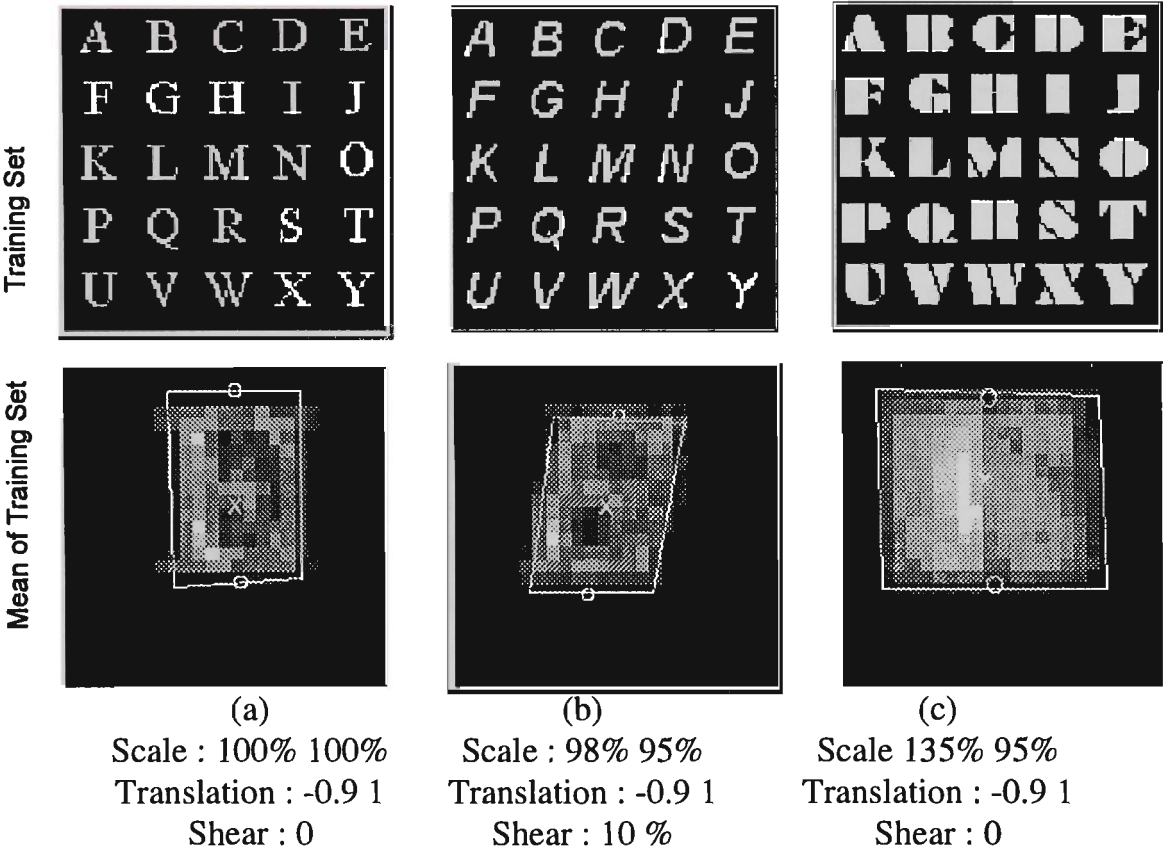 Training Set
A B C D E
F G H I J
K L M N O
P Q R S T
U V W X Y
A B C D E
F G H I J
K L M N O
P Q R S T
U V W X Y
A B C D E
F G H I J
K L M N O
P Q R S T
U V W X Y
Mean of Training Set
X
X
(a)
Scale : 100% 100%
Translation : -0.9 1
Shear : 0
(b)
Scale : 98% 95%
Translation : -0.9 1
Shear : 10 %
(c)
Scale 135% 95%
Translation : -0.9 1
Shear : 0